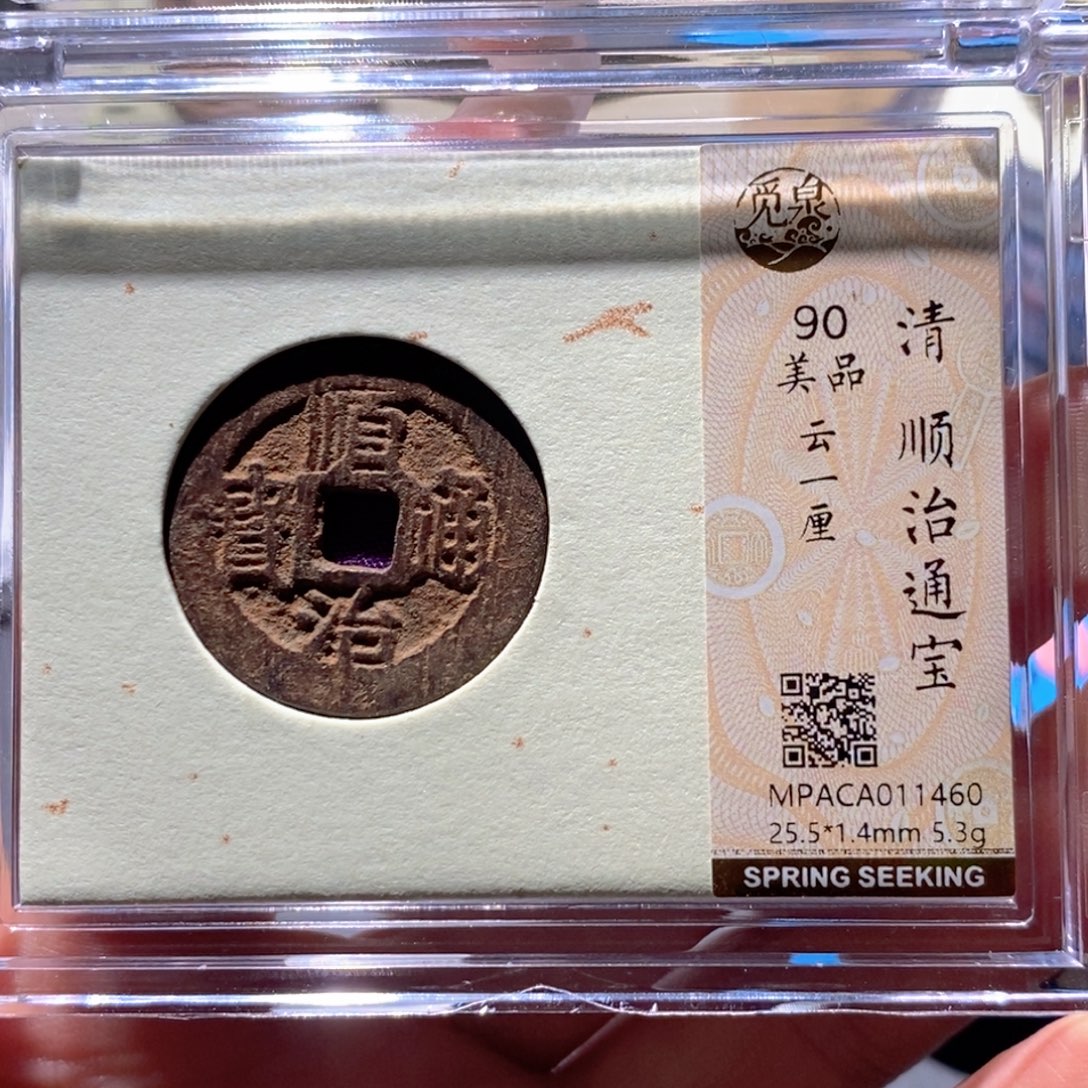 順治通寳
觅泉
清 顺治通宝
90
美品
云一厘
MPACA011460
25.5*1.4mm 5.3g
SPRING SEEKING